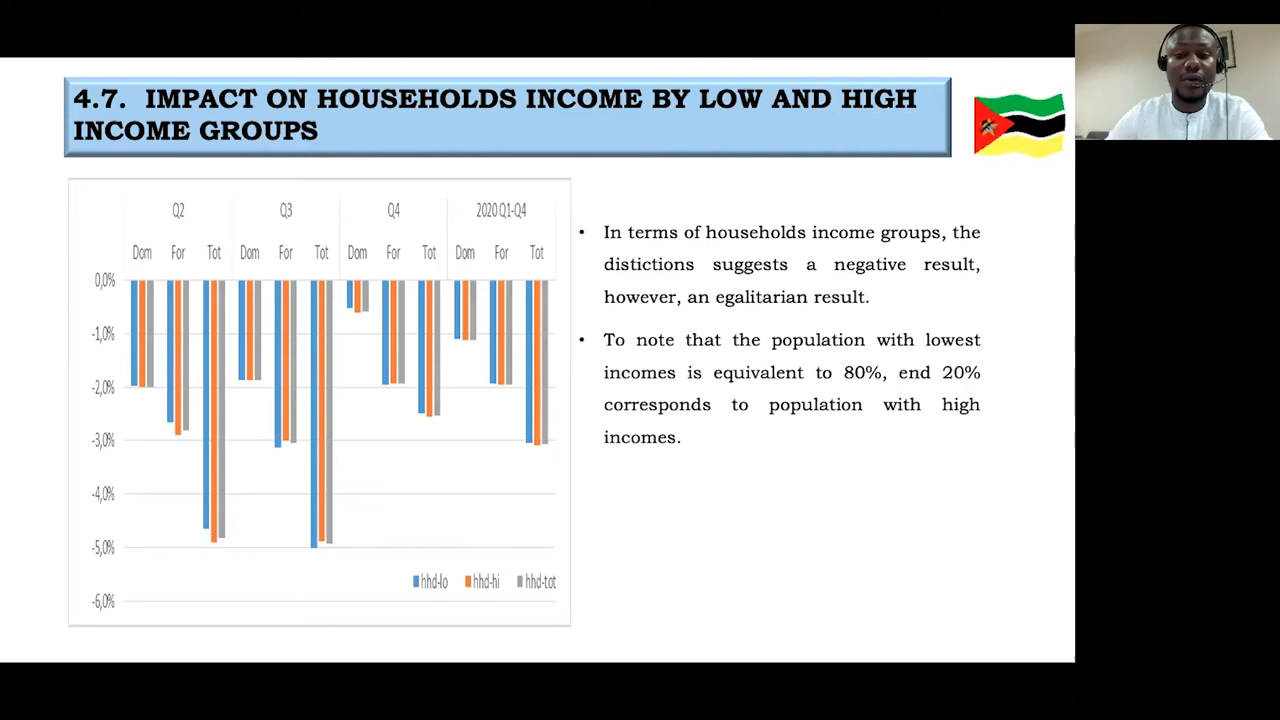 4.7. IMPACT ON HOUSEHOLDS INCOME BY LOW AND HIGH
INCOME GROUPS
Q2 Q3 Q4 2020 Q1-Q4
Dom For Tot Dom For Tot Dom For Tot Dom For Tot
0,0%
-1,0%
-2,0%
-3,0%
-4,0%
-5,0%
-6,0%
hhd-lo hhd-hi hhd-tot
• In terms of households income groups, the
distictions suggests a negative result,
however, an egalitarian result.
• To note that the population with lowest
incomes is equivalent to 80%, end 20%
corresponds to population with high
incomes.